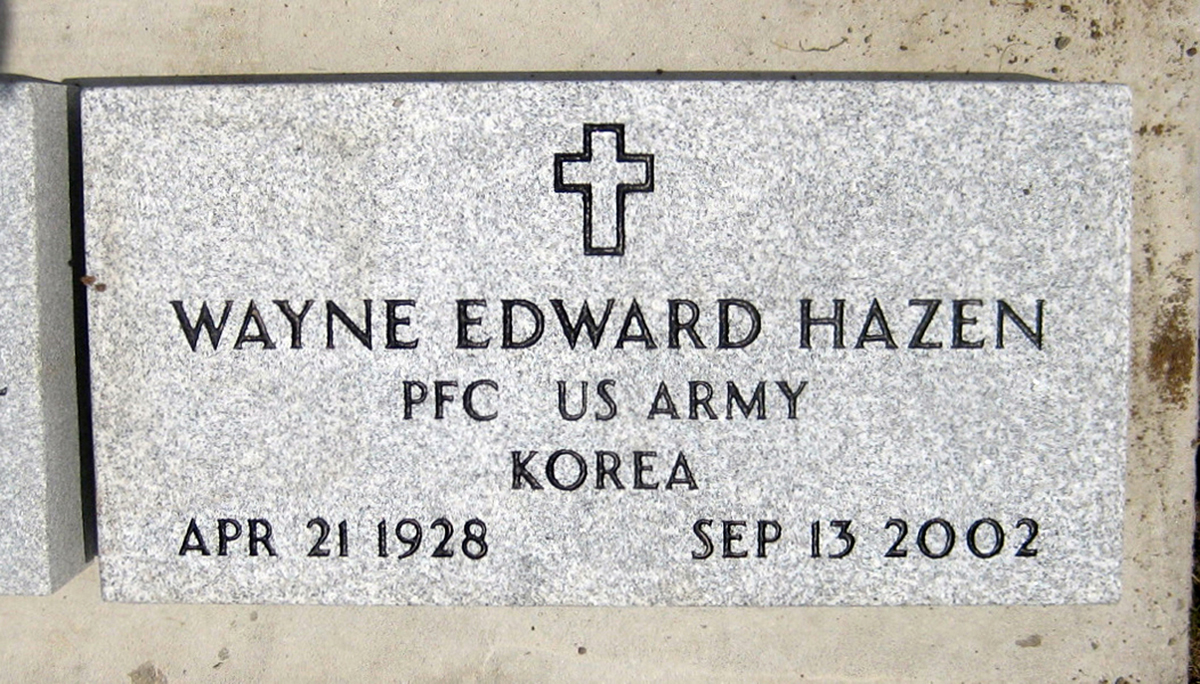 WAYNE EDWARD HAZEN
PFC US ARMY
KOREA
APR 21 1928 SEP 13 2002